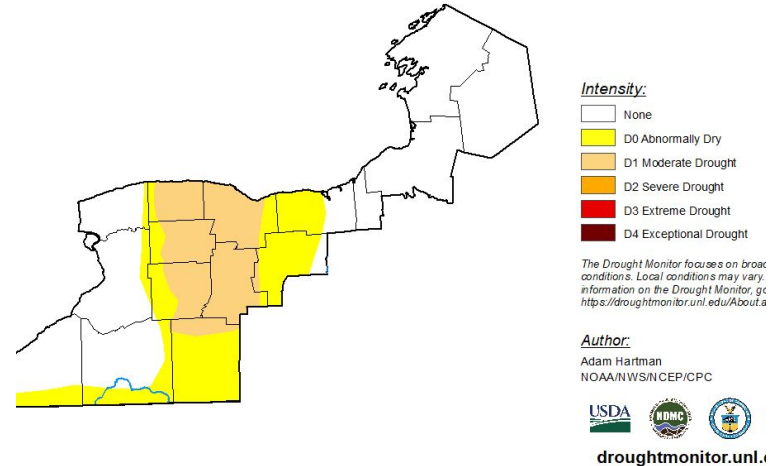 Intensity:
None
D0 Abnormally Dry
D1 Moderate Drought
D2 Severe Drought
D3 Extreme Drought
D4 Exceptional Drought
The Drought Monitor focuses on broad
conditions. Local conditions may vary.
information on the Drought Monitor, go
https://droughtmonitor.unl.edu/About.a
Author:
Adam Hartman
NOAA/NWS/NCEP/CPC
USDA
NDMC
droughtmonitor.unl.e